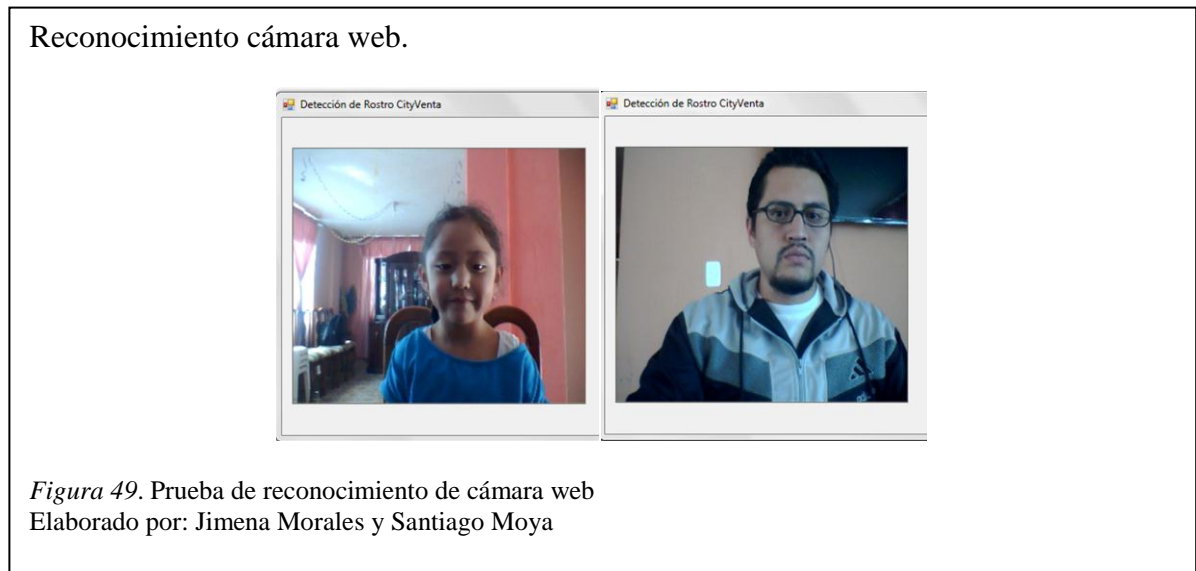 Reconocimiento cámara web.
Detección de Rostro CityVenta
Detección de Rostro CityVenta
Figura 49. Prueba de reconocimiento de cámara web
Elaborado por: Jimena Morales y Santiago Moya